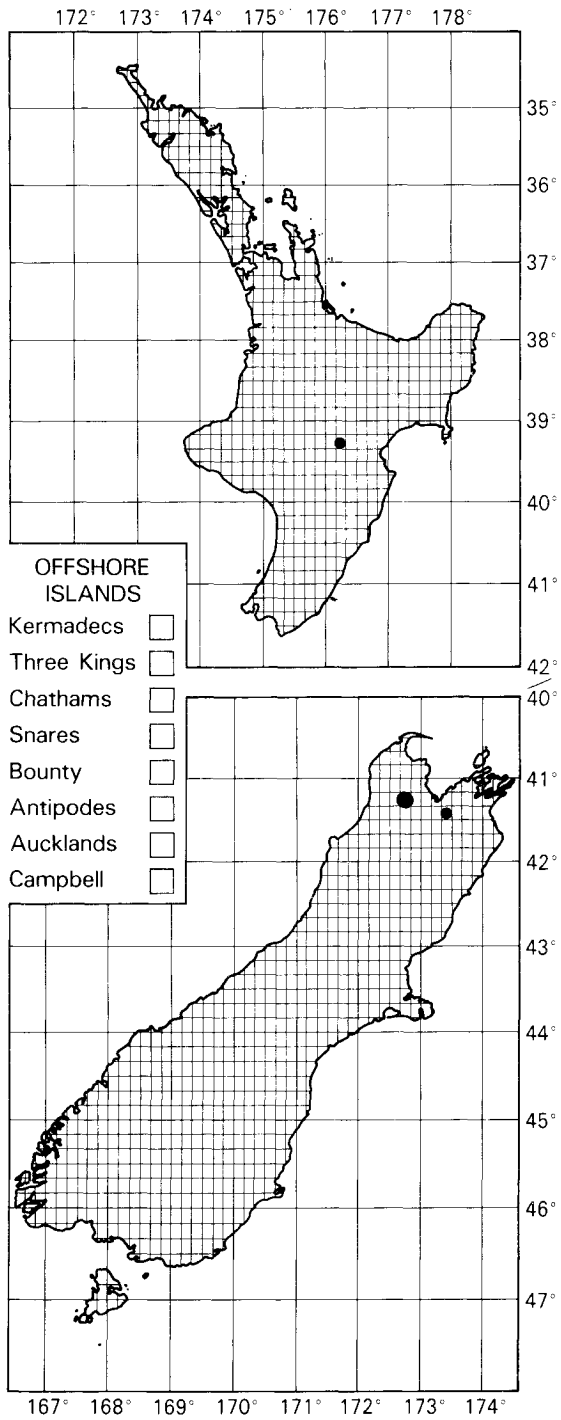 172° 173° 174° 175° 176° 177° 178°
35°
36°
37°
38°
39°
40°
41°
42°
OFFSHORE
ISLANDS
Kermadecs
Three Kings
Chathams
Snares
Bounty
Antipodes
Aucklands
Campbell
40°
41°
42°
43°
44°
45°
46°
47°
167° 168° 169° 170° 171° 172° 173° 174°